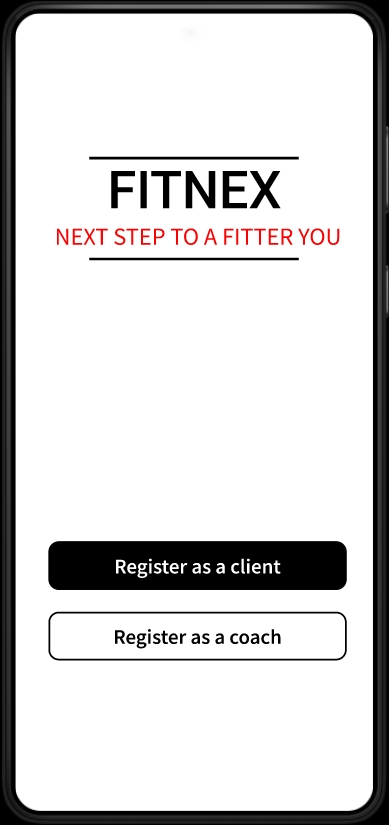 FITNEX
NEXT STEP TO A FITTER YOU
Register as a client
Register as a coach